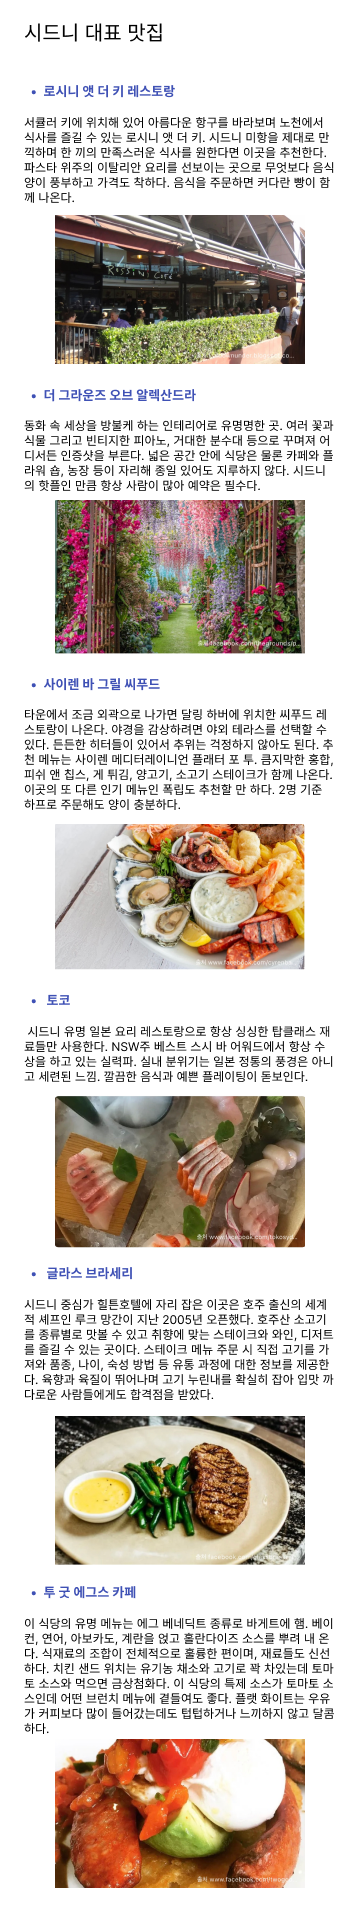 시드니 대표 맛집
• 로시니 앳 더 키 레스토랑
서큘러 키에 위치해 있어 아름다운 항구를 바라보며 노천에서
식사를 즐길 수 있는 로시니 앳 더 키. 시드니 미항을 제대로 만
끽하며 한 끼의 만족스러운 식사를 원한다면 이곳을 추천한다.
파스타 위주의 이탈리안 요리를 선보이는 곳으로 무엇보다 음식
양이 풍부하고 가격도 착하다. 음식을 주문하면 커다란 빵이 함
께 나온다.
ROSSINI Café
• 더 그라운즈 오브 알렉산드라
동화 속 세상을 방불케 하는 인테리어로 유명명한 곳. 여러 꽃과
식물 그리고 빈티지한 피아노, 거대한 분수대 등으로 꾸며져 어
디서든 인증샷을 부른다. 넓은 공간 안에 식당은 물론 카페와 플
라워 숍, 농장 등이 자리해 종일 있어도 지루하지 않다. 시드니
의 핫플인 만큼 항상 사람이 많아 예약은 필수다.
• 사이렌 바 그릴 씨푸드
타운에서 조금 외곽으로 나가면 달링 하버에 위치한 씨푸드 레
스토랑이 나온다. 야경을 감상하려면 야외 테라스를 선택할 수
있다. 든든한 히터들이 있어서 추위는 걱정하지 않아도 된다. 추
천 메뉴는 사이렌 메디터레이니언 플래터 포 투. 큼지막한 홍합,
피쉬 앤 칩스, 게 튀김, 양고기, 소고기 스테이크가 함께 나온다.
이곳의 또 다른 인기 메뉴인 폭립도 추천할 만 하다. 2명 기준
하프로 주문해도 양이 충분하다.
• 토코
시드니 유명 일본 요리 레스토랑으로 항상 싱싱한 탑클래스 재
료들만 사용한다. NSW주 베스트 스시 바 어워드에서 항상 수
상을 하고 있는 실력파. 실내 분위기는 일본 정통의 풍경은 아니
고 세련된 느낌. 깔끔한 음식과 예쁜 플레이팅이 돋보인다.
출처 www.facebook.com/tokosyd...
• 글라스 브라세리
시드니 중심가 힐튼호텔에 자리 잡은 이곳은 호주 출신의 세계
적 셰프인 루크 망간이 지난 2005년 오픈했다. 호주산 소고기
를 종류별로 맛볼 수 있고 취향에 맞는 스테이크와 와인, 디저트
를 즐길 수 있는 곳이다. 스테이크 메뉴 주문 시 직접 고기를 가
져와 품종, 나이, 숙성 방법 등 유통 과정에 대한 정보를 제공한
다. 육향과 육질이 뛰어나며 고기 누린내를 확실히 잡아 입맛 까
다로운 사람들에게도 합격점을 받았다.
• 투 굿 에그스 카페
이 식당의 유명 메뉴는 에그 베네딕트 종류로 바게트에 햄. 베이
컨, 연어, 아보카도, 계란을 얹고 홀란다이즈 소스를 뿌려 내 온
다. 식재료의 조합이 전체적으로 훌륭한 편이며, 재료들도 신선
하다. 치킨 샌드 위치는 유기농 채소와 고기로 꽉 차있는데 토마
토 소스와 먹으면 금상첨화다. 이 식당의 특제 소스가 토마토 소
스인데 어떤 브런치 메뉴에 곁들여도 좋다. 플랫 화이트는 우유
가 커피보다 많이 들어갔는데도 텁텁하거나 느끼하지 않고 달콤
하다.